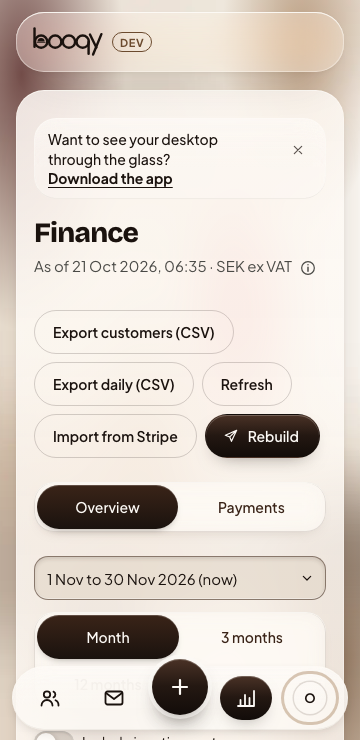 booqy DEV
Want to see your desktop
through the glass?
Download the app
Finance
As of 21 Oct 2026, 06:35 · SEK ex VAT
Export customers (CSV)
Export daily (CSV) Refresh
Import from Stripe Rebuild
Overview Payments
1 Nov to 30 Nov 2026 (now)
Month 3 months
12 months